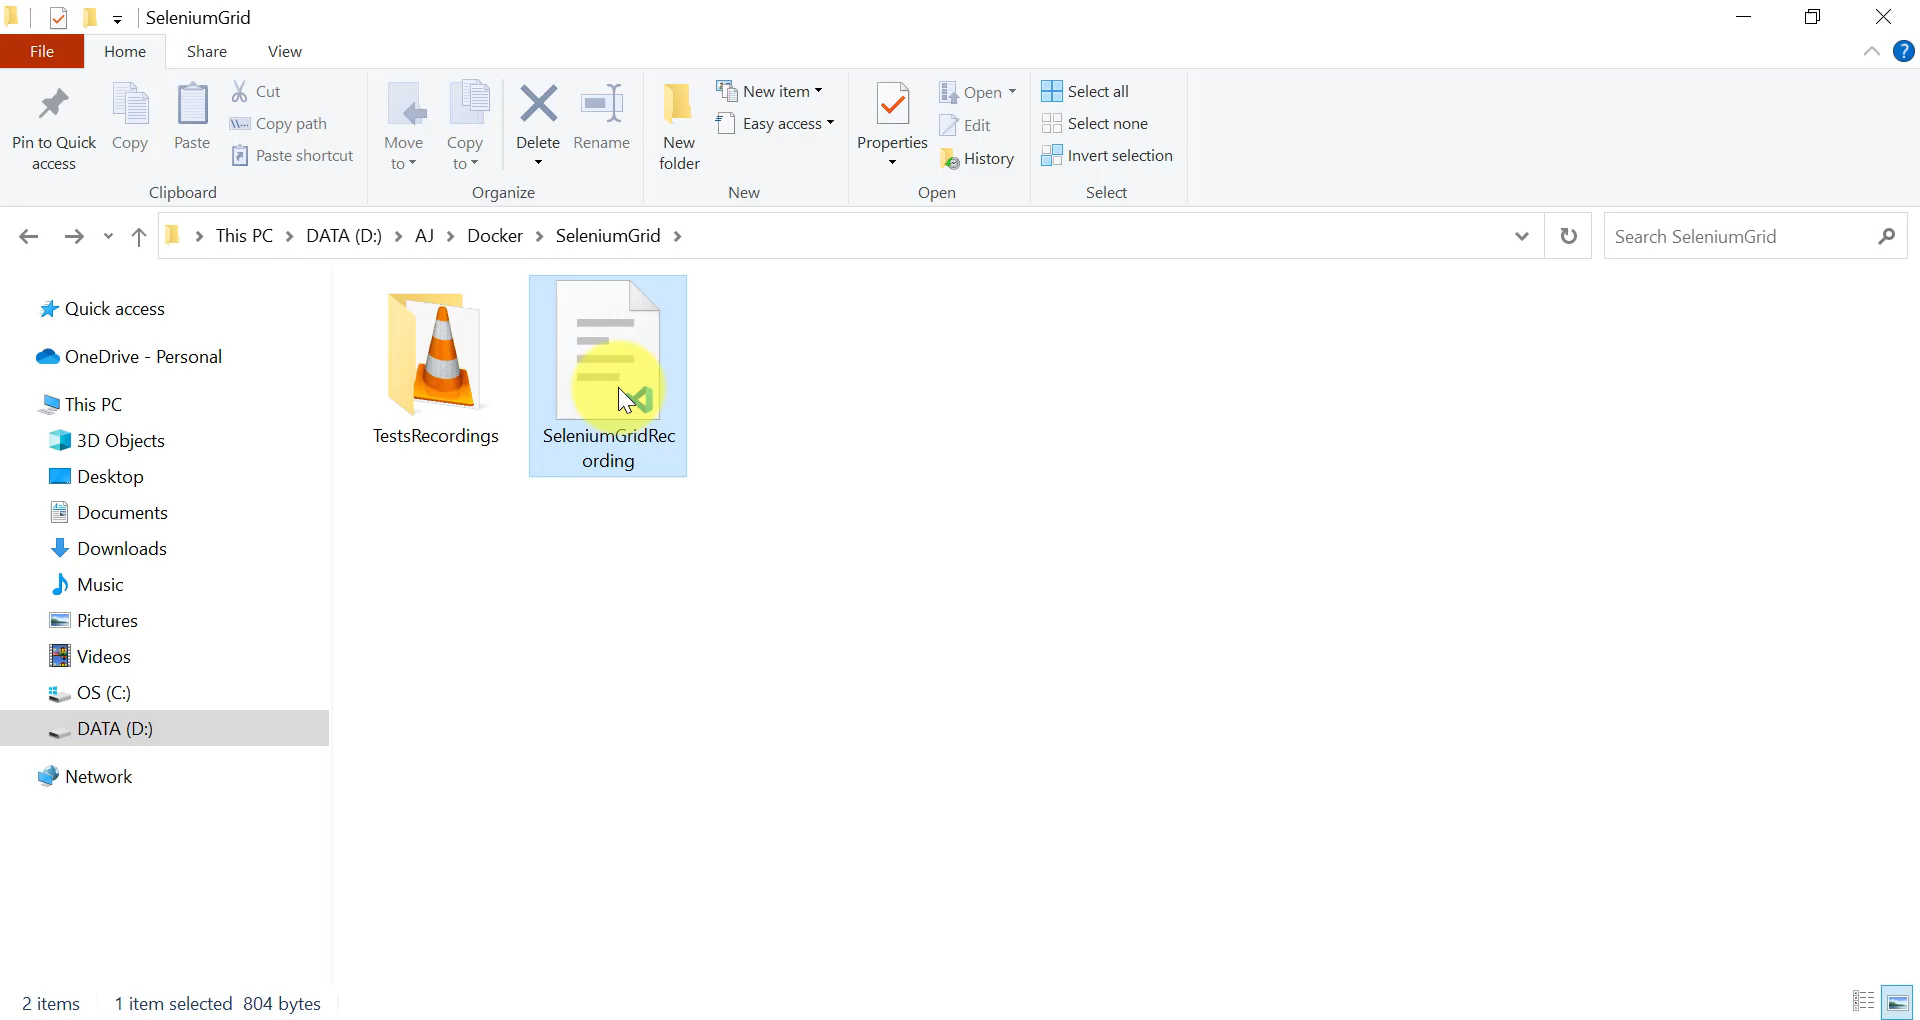 SeleniumGrid
File Home Share View
Pin to Quick access
Copy
Paste
Cut
Copy path
Paste shortcut
Clipboard
Move to
Copy to
Delete
Rename
Organize
New folder
New item
Easy access
New
Properties
Open
Edit
History
Open
Select all
Select none
Invert selection
Select
This PC > DATA (D:) > AJ > Docker > SeleniumGrid >
Search SeleniumGrid
Quick access
OneDrive - Personal
This PC
3D Objects
Desktop
Documents
Downloads
Music
Pictures
Videos
OS (C:)
DATA (D:)
Network
TestsRecordings
SeleniumGridRec
ording
2 items 1 item selected 804 bytes